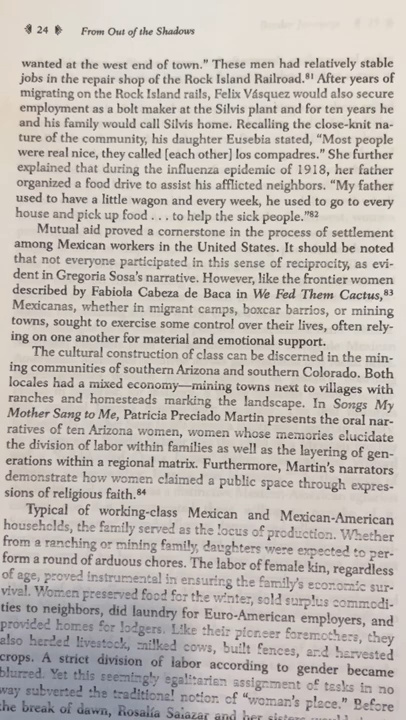 24 From Out of the Shadows
wanted at the west end of town." These men had relatively stable
jobs in the repair shop of the Rock Island Railroad.81 After years of
migrating on the Rock Island rails, Felix Vásquez would also secure
employment as a bolt maker at the Silvis plant and for ten years he
and his family would call Silvis home. Recalling the close-knit na-
ture of the community, his daughter Eusebia stated, "Most people
were real nice, they called [each other] los compadres." She further
explained that during the influenza epidemic of 1918, her father
organized a food drive to assist his afflicted neighbors. "My father
used to have a little wagon and every week, he used to go to every
house and pick up food . . . to help the sick people."82
Mutual aid proved a cornerstone in the process of settlement
among Mexican workers in the United States. It should be noted
that not everyone participated in this sense of reciprocity, as evi-
dent in Gregoria Sosa's narrative. However, like the frontier women
described by Fabiola Cabeza de Baca in We Fed Them Cactus,83
Mexicanas, whether in migrant camps, boxcar barrios, or mining
towns, sought to exercise some control over their lives, often rely-
ing on one another for material and emotional support.
The cultural construction of class can be discerned in the min-
ing communities of southern Arizona and southern Colorado. Both
locales had a mixed economy—mining towns next to villages with
ranches and homesteads marking the landscape. In Songs My
Mother Sang to Me, Patricia Preciado Martin presents the oral nar-
ratives of ten Arizona women, women whose memories elucidate
the division of labor within families as well as the layering of gen-
erations within a regional matrix. Furthermore, Martin's narrators
demonstrate how women claimed a public space through expres-
sions of religious faith.84
Typical of working-class Mexican and Mexican-American
households, the family served as the locus of production. Whether
from a ranching or mining family, daughters were expected to per-
form a round of arduous chores. The labor of female kin, regardless
of age, proved instrumental in ensuring the family's economic sur-
vival. Women preserved food for the winter, sold surplus commodi-
ties to neighbors, did laundry for Euro-American employers, and
provided homes for lodgers. Like their pioneer foremothers, they
also herded livestock, milked cows, built fences, and harvested
crops. A strict division of labor according to gender became
blurred. Yet this seemingly egalitarian assignment of tasks in no
way subverted the traditional notion of "woman's place." Before
the break of dawn, Rosalía Salazar and her sisters